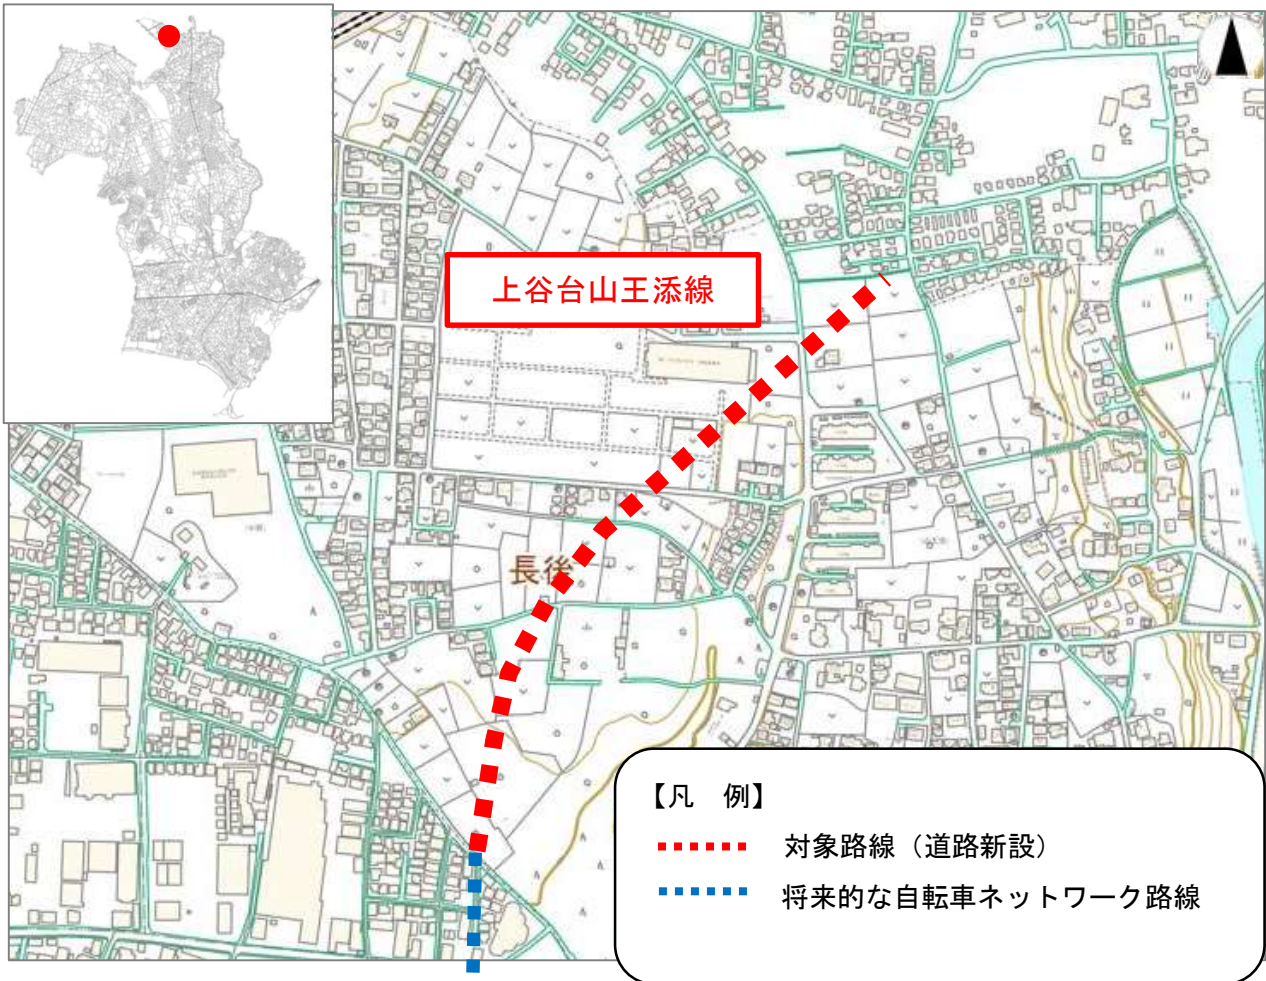 上谷台山王添線
長後
【凡　例】
対象路線（道路新設）
将来的な自転車ネットワーク路線